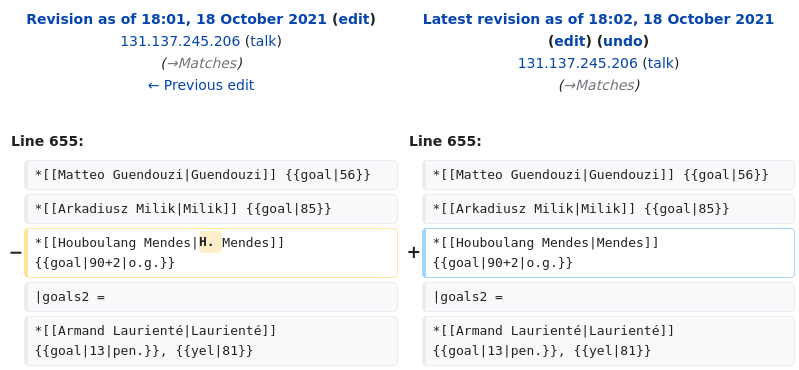 Revision as of 18:01, 18 October 2021 (edit)
131.137.245.206 (talk)
(→Matches)
← Previous edit
Latest revision as of 18:02, 18 October 2021
(edit) (undo)
131.137.245.206 (talk)
(→Matches)
Line 655:
*[[Matteo Guendouzi|Guendouzi]] {{goal|56}}
*[[Arkadiusz Milik|Milik]] {{goal|85}}
− *[[Houboulang Mendes|H. Mendes]]
{{goal|90+2|o.g.}}
|goals2 =
*[[Armand Laurienté|Laurienté]]
{{goal|13|pen.}}, {{yel|81}}
Line 655:
*[[Matteo Guendouzi|Guendouzi]] {{goal|56}}
*[[Arkadiusz Milik|Milik]] {{goal|85}}
+ *[[Houboulang Mendes|Mendes]]
{{goal|90+2|o.g.}}
|goals2 =
*[[Armand Laurienté|Laurienté]]
{{goal|13|pen.}}, {{yel|81}}